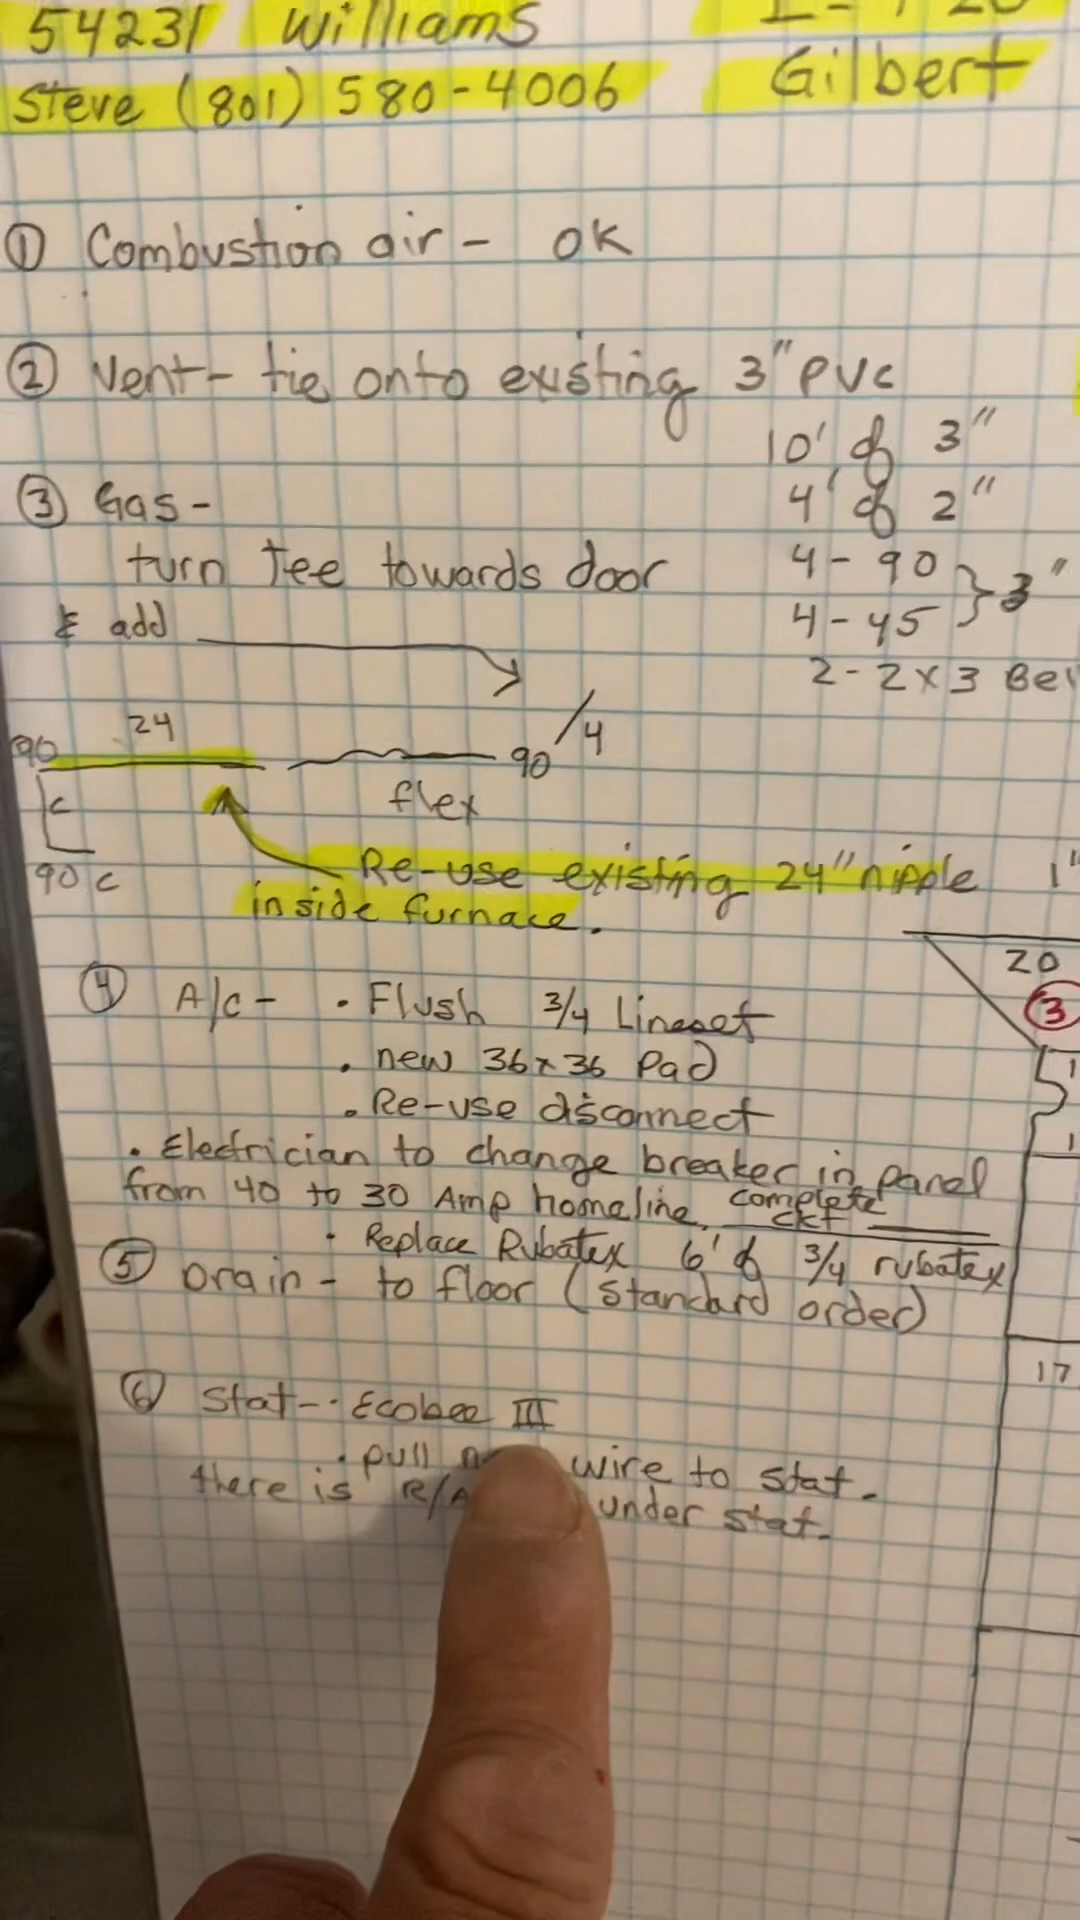 54231 Williams
Steve (801) 580-4006
Gilbert
① Combustion air - OK
② Vent - tie onto existing 3" PVC
10' of 3"
4' of 2"
4 - 90
4 - 45 } 3"
2 - 2x3
③ Gas -
turn Tee towards door
& add
90 24 90 /4
C flex
90 C
Re-use existing 24" nipple
inside furnace.
1"
20
③
④ A/C - • Flush 3/4 Lineset
• new 36x36 Pad
• Re-use disconnect
• Electrician to change breaker in panel
from 40 to 30 Amp homeline. complete
ckt
• Replace Rubatex 6' of 3/4 rubatex
⑤ Drain - to floor (standard order)
17
⑥ Stat - • Ecobee III
• pull wire to stat.
there is under stat.